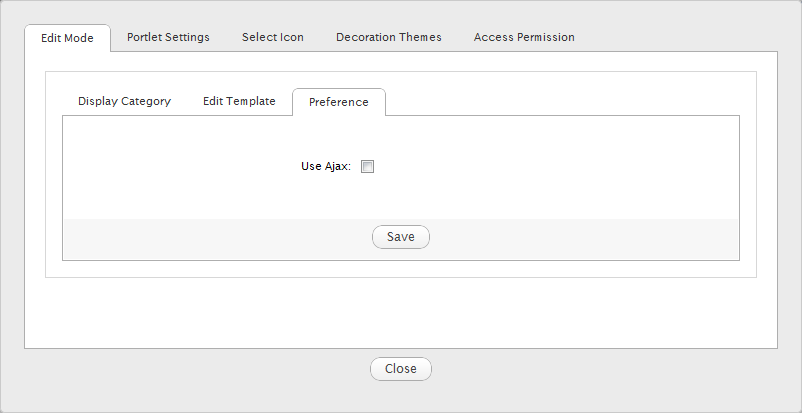 Edit Mode Portlet Settings Select Icon Decoration Themes Access Permission
Display Category Edit Template Preference
Use Ajax:
Save
Close